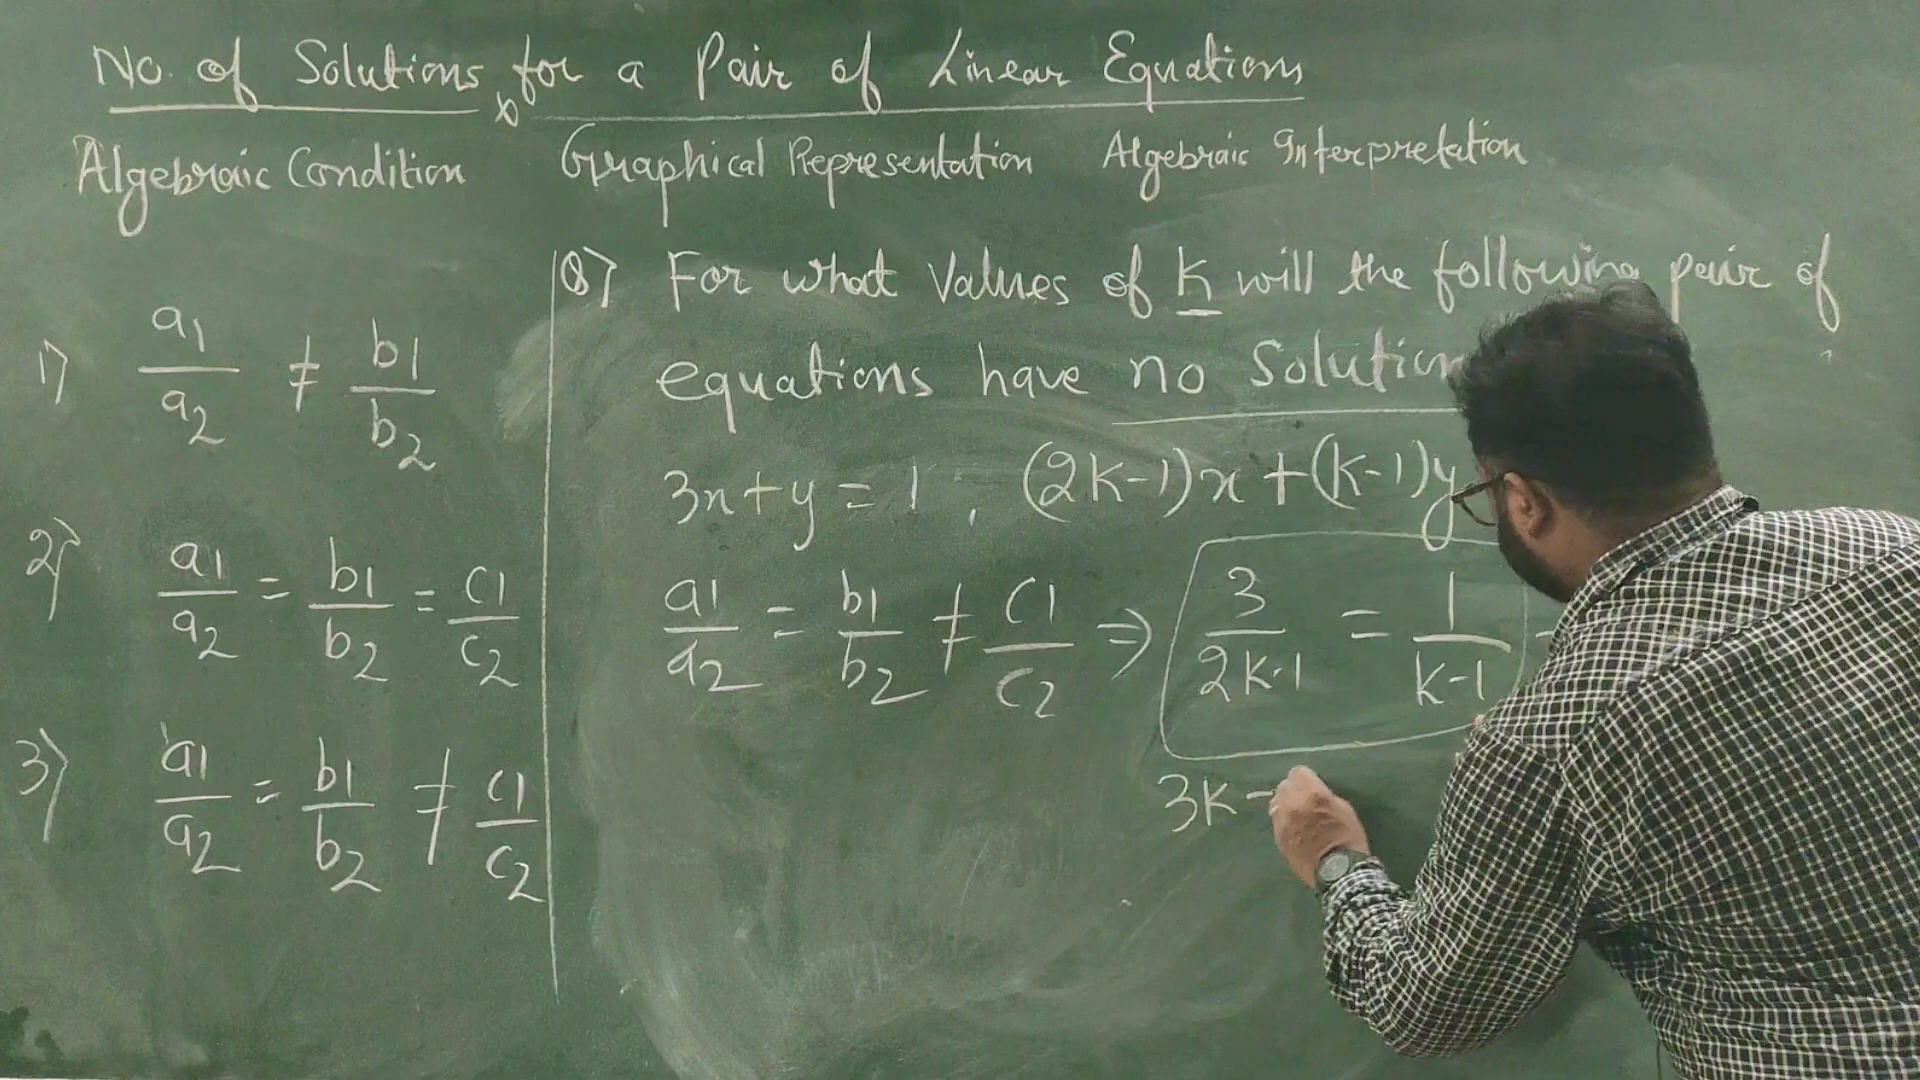 No. of Solutions for a Pair of Linear Equations
Algebraic Condition Graphical Representation Algebraic Interpretation
1) a1/a2 ≠ b1/b2
2) a1/a2 = b1/b2 = c1/c2
3) a1/a2 = b1/b2 ≠ c1/c2
Q) For what values of K will the following pair of
equations have no Solution
3x+y=1, (2K-1)x+(K-1)y
a1/a2 = b1/b2 ≠ c1/c2 ⇒ 3/2K-1 = 1/K-1
3K-